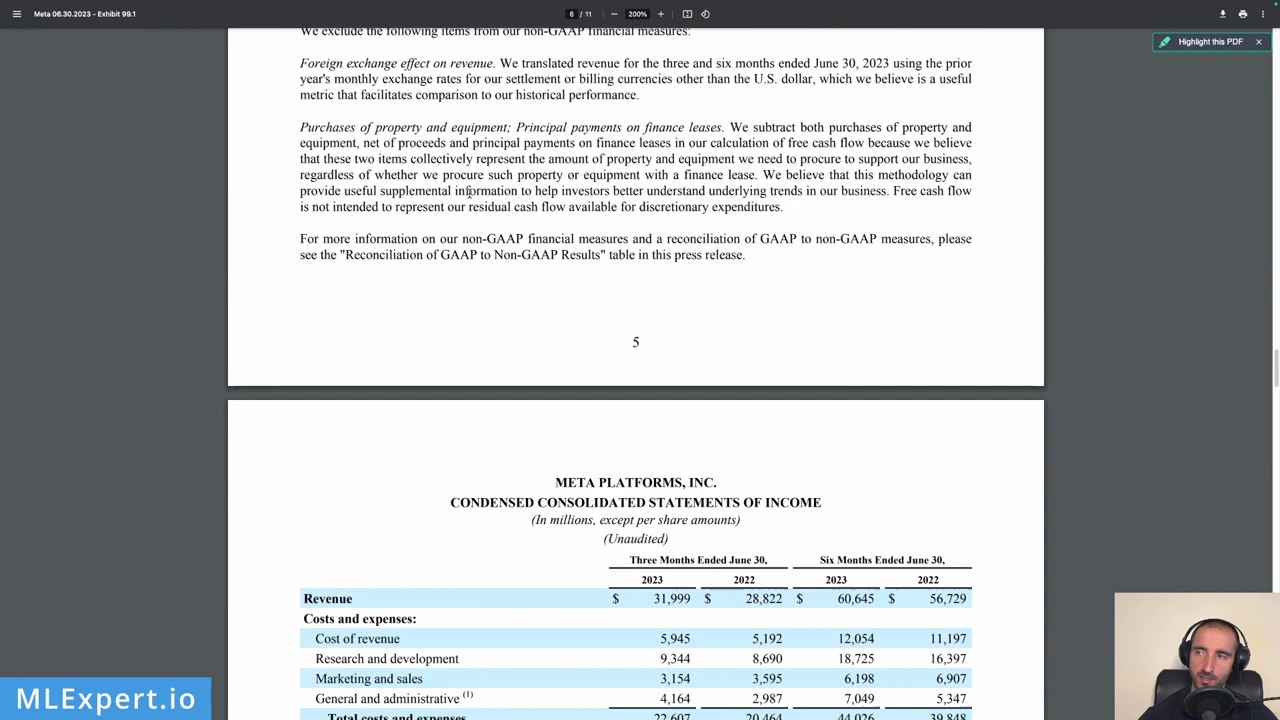 Meta 06.30.2023 - Exhibit 99.1
6 / 11
200%
Highlight this PDF
We exclude the following items from our non-GAAP financial measures:
Foreign exchange effect on revenue. We translated revenue for the three and six months ended June 30, 2023 using the prior
year's monthly exchange rates for our settlement or billing currencies other than the U.S. dollar, which we believe is a useful
metric that facilitates comparison to our historical performance.
Purchases of property and equipment; Principal payments on finance leases. We subtract both purchases of property and
equipment, net of proceeds and principal payments on finance leases in our calculation of free cash flow because we believe
that these two items collectively represent the amount of property and equipment we need to procure to support our business,
regardless of whether we procure such property or equipment with a finance lease. We believe that this methodology can
provide useful supplemental information to help investors better understand underlying trends in our business. Free cash flow
is not intended to represent our residual cash flow available for discretionary expenditures.
For more information on our non-GAAP financial measures and a reconciliation of GAAP to non-GAAP measures, please
see the "Reconciliation of GAAP to Non-GAAP Results" table in this press release.
5
META PLATFORMS, INC.
CONDENSED CONSOLIDATED STATEMENTS OF INCOME
(In millions, except per share amounts)
(Unaudited)
Three Months Ended June 30, Six Months Ended June 30,
2023 2022 2023 2022
Revenue $ 31,999 $ 28,822 $ 60,645 $ 56,729
Costs and expenses:
Cost of revenue 5,945 5,192 12,054 11,197
Research and development 9,344 8,690 18,725 16,397
Marketing and sales 3,154 3,595 6,198 6,907
General and administrative (1) 4,164 2,987 7,049 5,347
Total costs and expenses 22,607 20,464 44,026 39,848
MLExpert.io